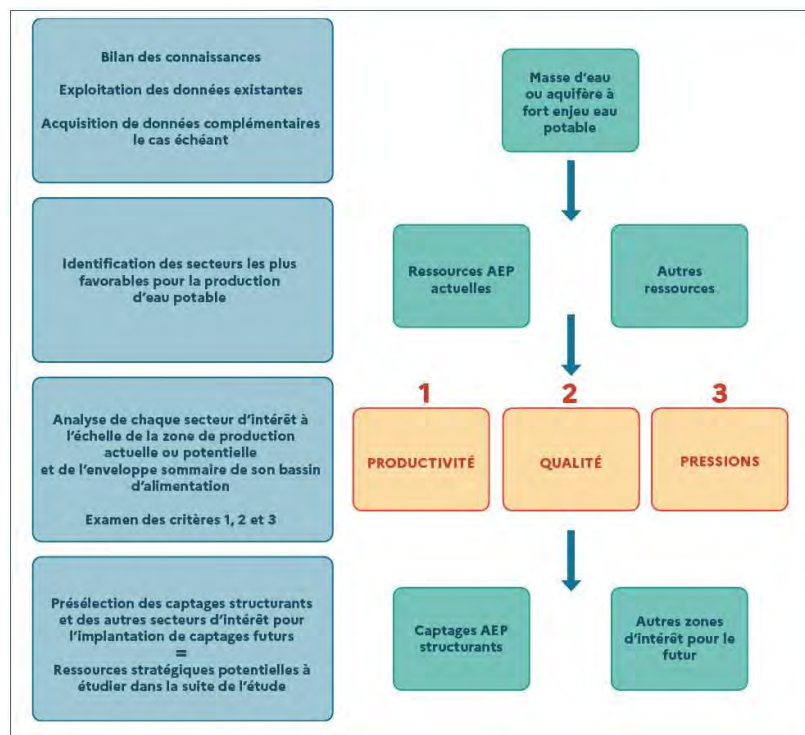 Bilan des connaissances
Exploitation des données existantes
Acquisition de données complémentaires
le cas échéant
Masse d'eau
ou aquifère à
fort enjeu eau
potable
Identification des secteurs les plus
favorables pour la production
d'eau potable
Ressources AEP
actuelles
Autres
ressources
Analyse de chaque secteur d'intérêt à
l'échelle de la zone de production
actuelle ou potentielle
et de l'enveloppe sommaire de son bassin
d'alimentation
Examen des critères 1, 2 et 3
1
PRODUCTIVITÉ
2
QUALITÉ
3
PRESSIONS
Présélection des captages structurants
et des autres secteurs d'intérêt pour
l'implantation de captages futurs
=
Ressources stratégiques potentielles à
étudier dans la suite de l'étude
Captages AEP
structurants
Autres zones
d'intérêt pour le
futur